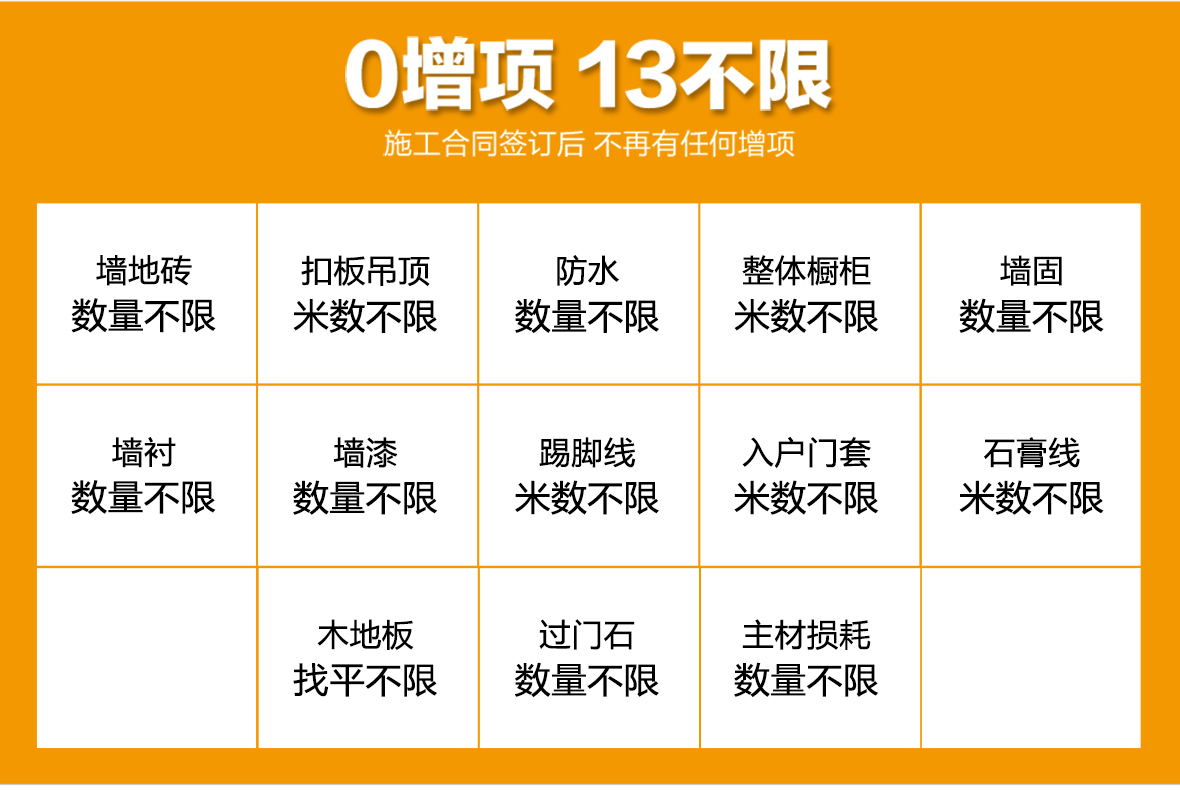 0增项 13不限
施工合同签订后 不再有任何增项
墙地砖
数量不限
扣板吊顶
米数不限
防水
数量不限
整体橱柜
米数不限
墙固
数量不限
墙衬
数量不限
墙漆
数量不限
踢脚线
米数不限
入户门套
米数不限
石膏线
米数不限
木地板
找平不限
过门石
数量不限
主材损耗
数量不限